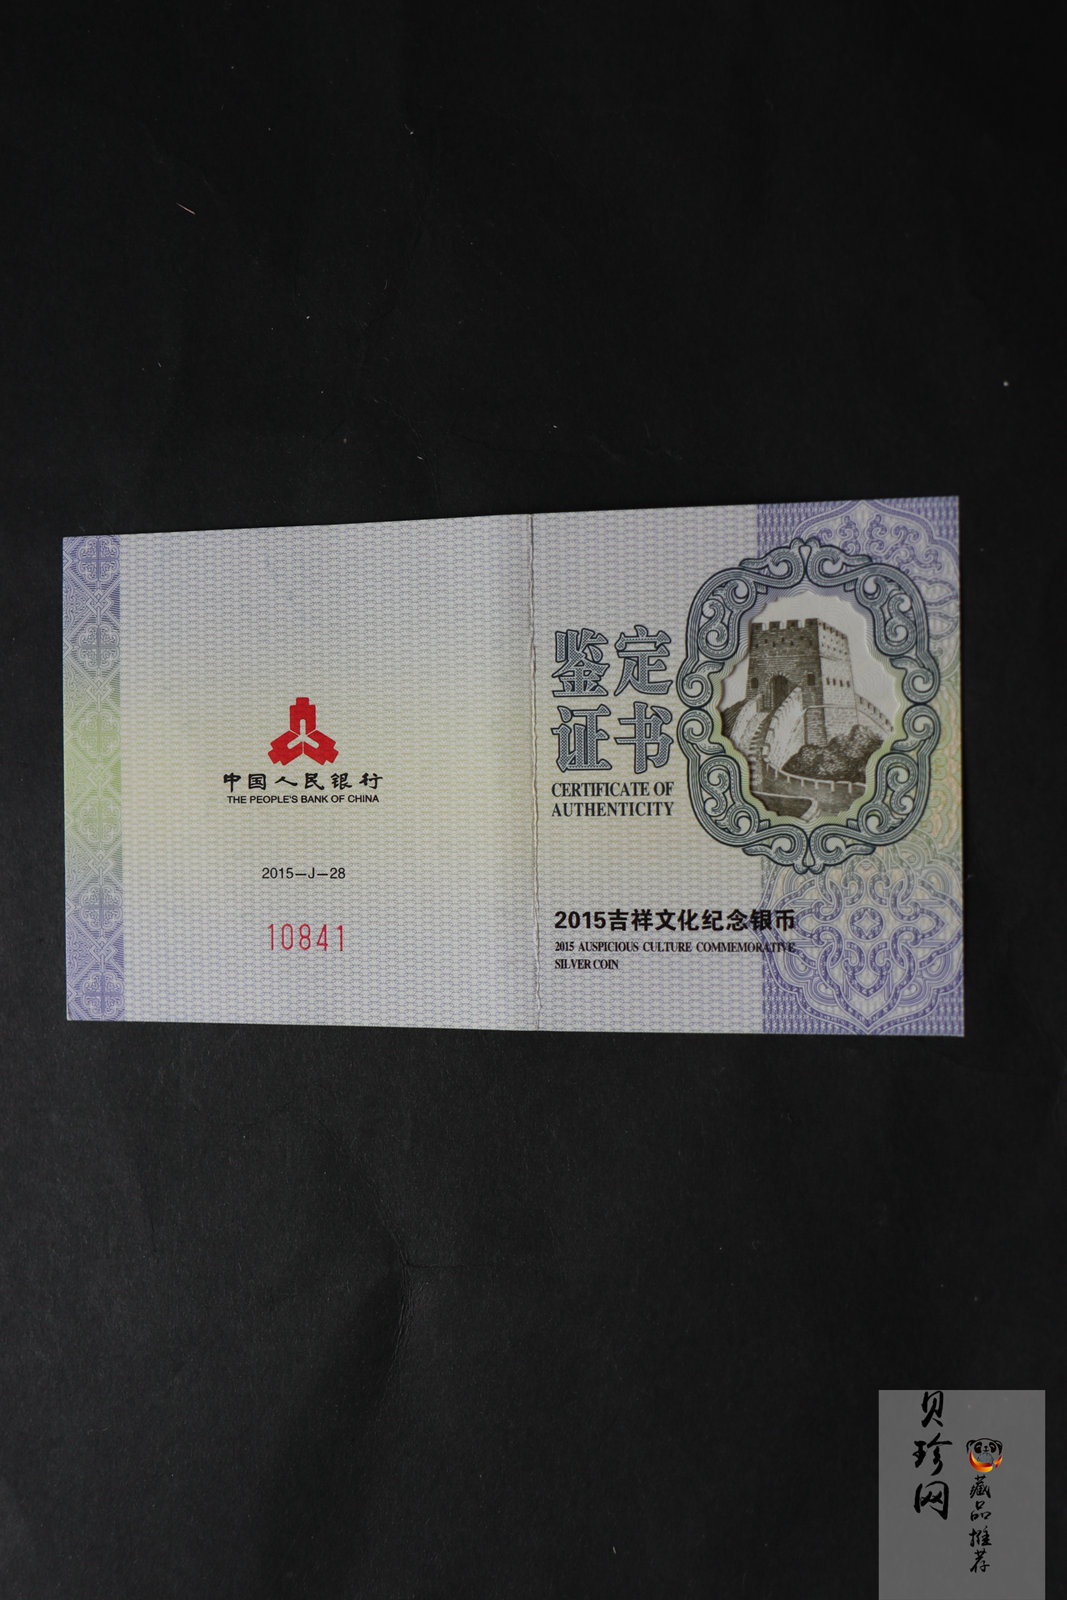 中国人民银行
THE PEOPLE'S BANK OF CHINA
2015—J—28
10841
鉴定
证书
CERTIFICATE OF
AUTHENTICITY
2015吉祥文化纪念银币
2015 AUSPICIOUS CULTURE COMMEMORATIVE
SILVER COIN
贝珍网
藏品推荐